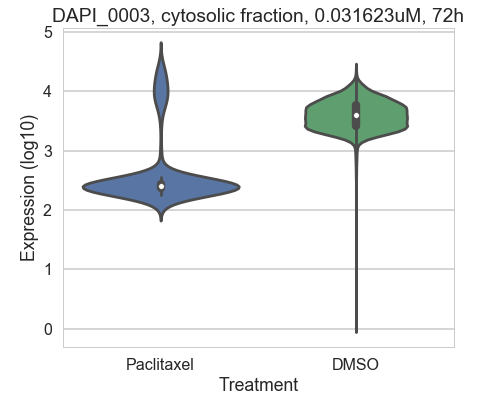 DAPI_0003, cytosolic fraction, 0.031623uM, 72h
5
4
3
2
1
0
Expression (log10)
Paclitaxel DMSO
Treatment